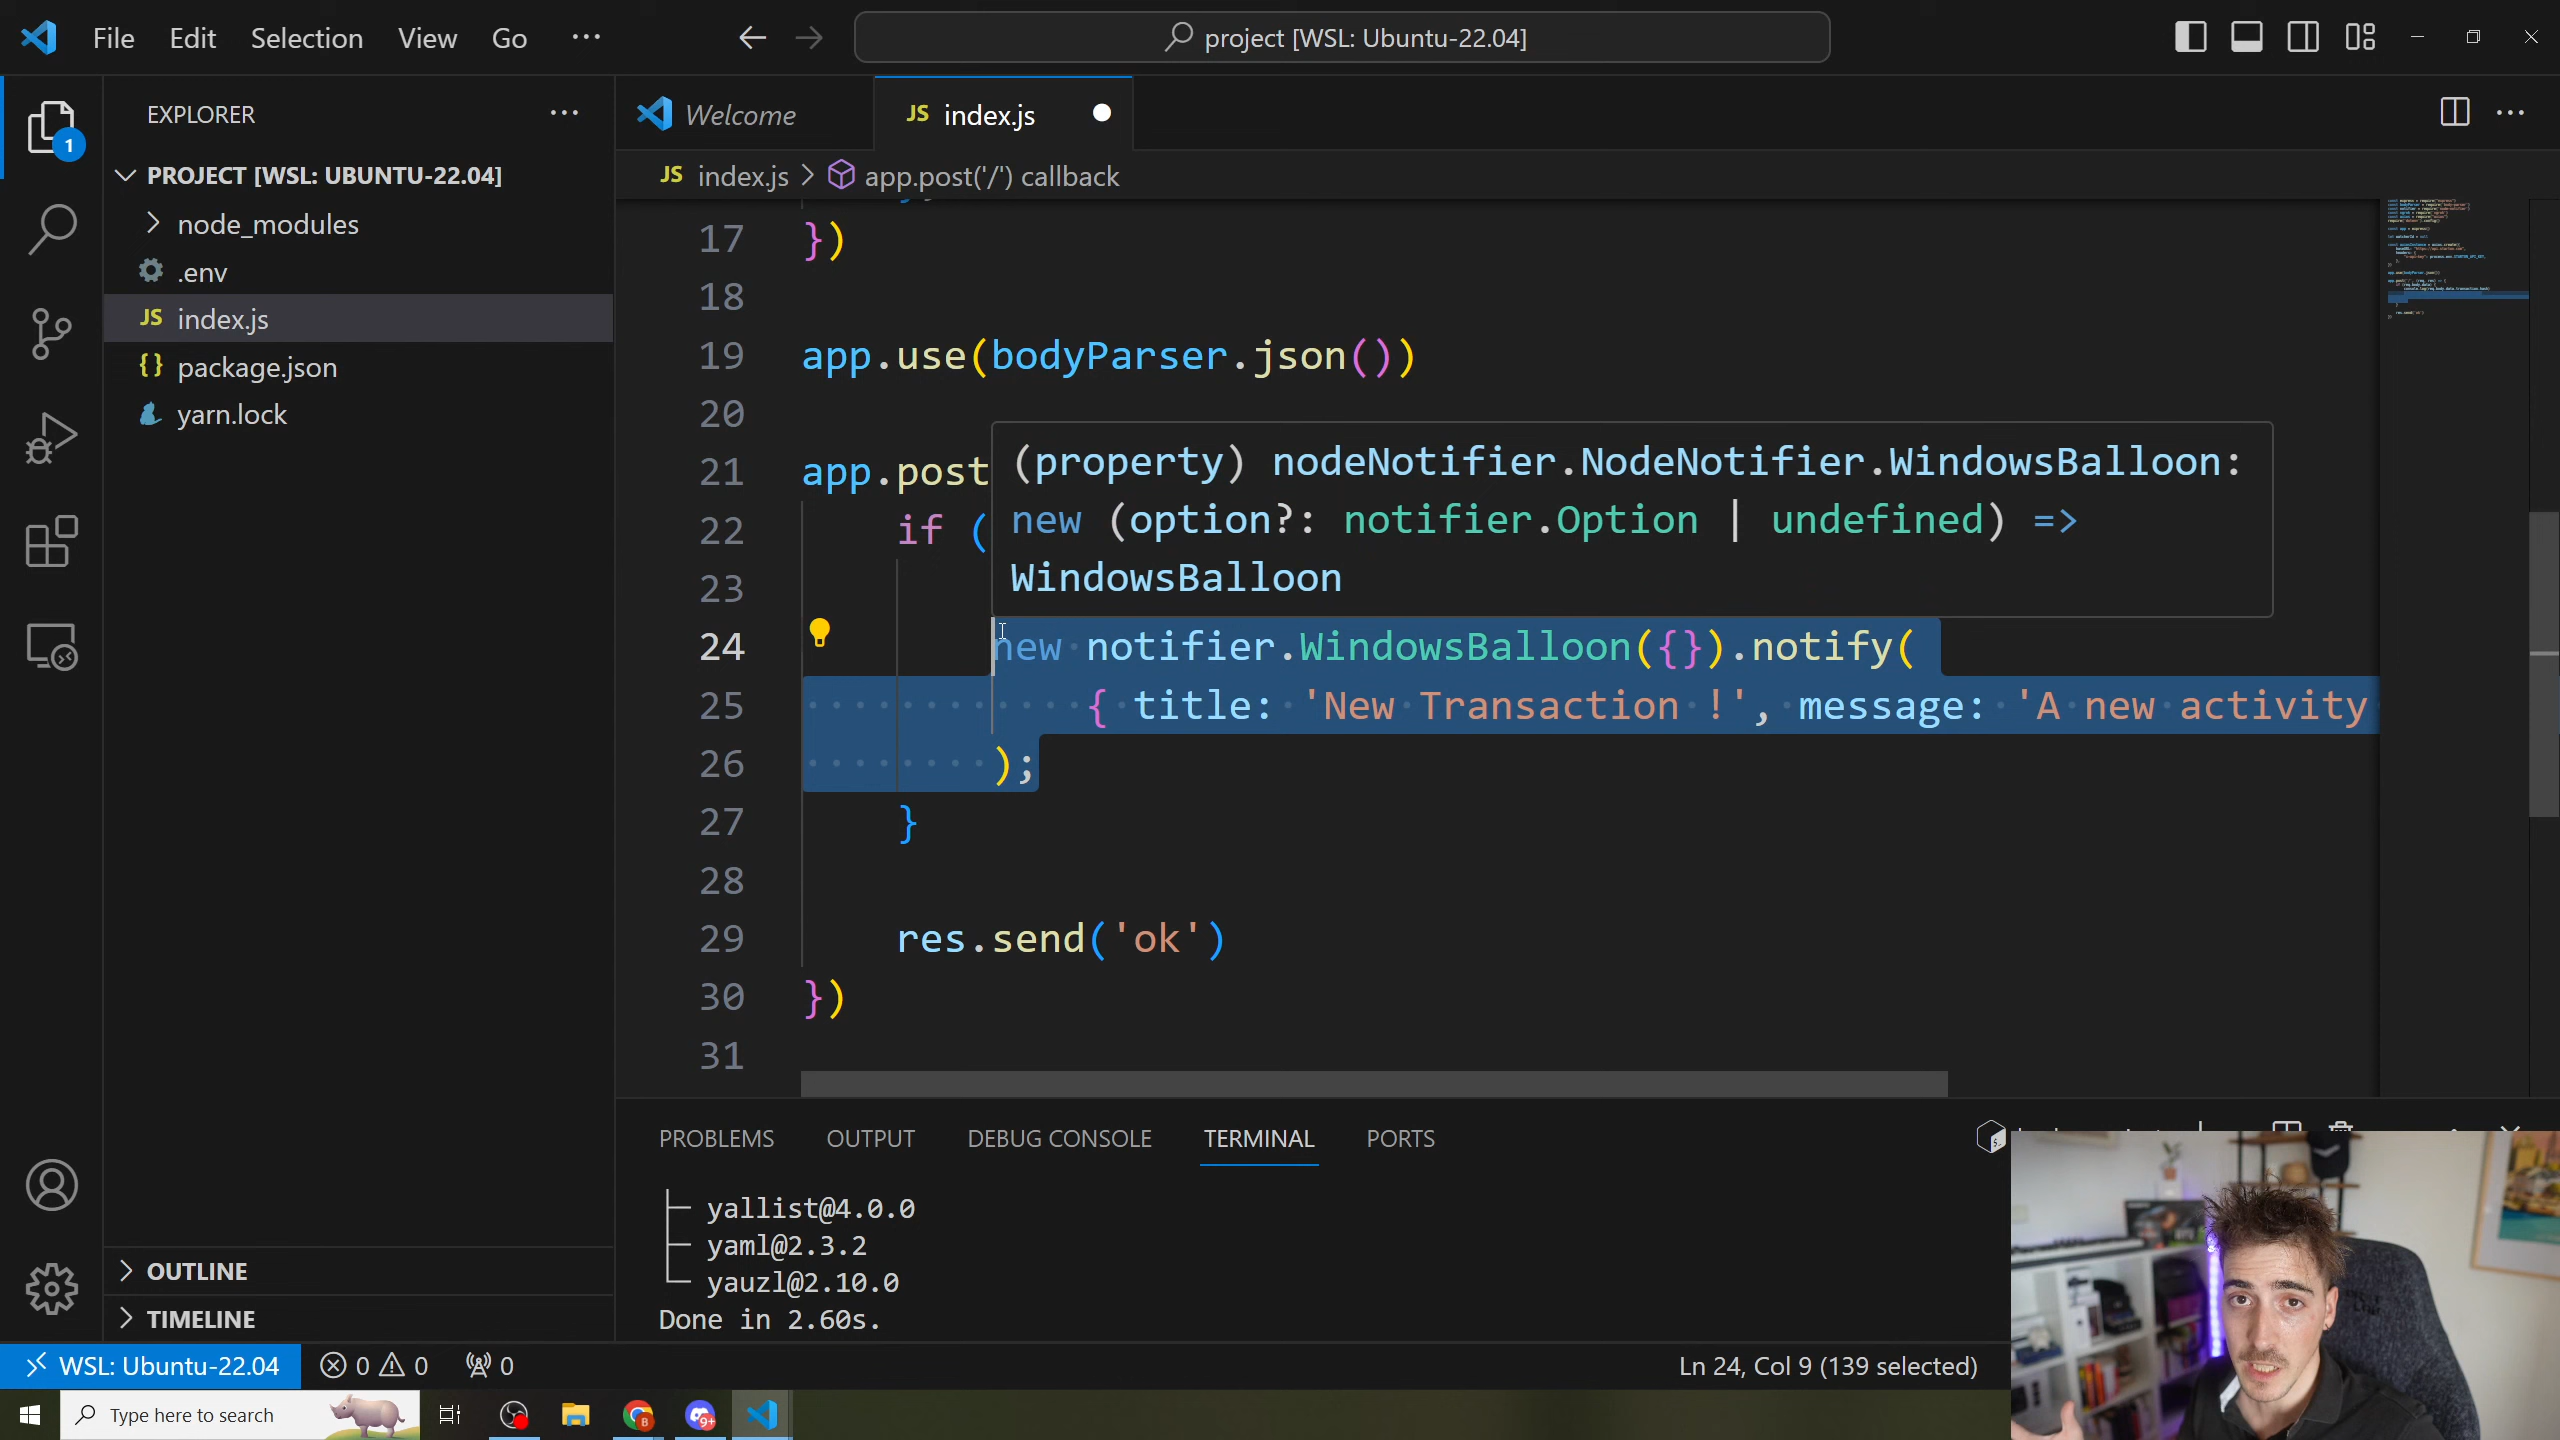 File Edit Selection View Go ···
project [WSL: Ubuntu-22.04]
EXPLORER
PROJECT [WSL: UBUNTU-22.04]
node_modules
.env
JS index.js
{} package.json
yarn.lock
OUTLINE
TIMELINE
1
Welcome
JS index.js
JS index.js > app.post('/') callback
17 })
18
19 app.use(bodyParser.json())
20
21 app.post
22 if (
23
(property) nodeNotifier.NodeNotifier.WindowsBalloon:
new (option?: notifier.Option | undefined) =>
WindowsBalloon
24 new notifier.WindowsBalloon({}).notify(
25 { title: 'New Transaction !', message: 'A new activity
26 );
27 }
28
29 res.send('ok')
30 })
31
PROBLEMS OUTPUT DEBUG CONSOLE TERMINAL PORTS
├─ yallist@4.0.0
├─ yaml@2.3.2
└─ yauzl@2.10.0
Done in 2.60s.
WSL: Ubuntu-22.04 0 0 0
Ln 24, Col 9 (139 selected)
Type here to search
B
9+